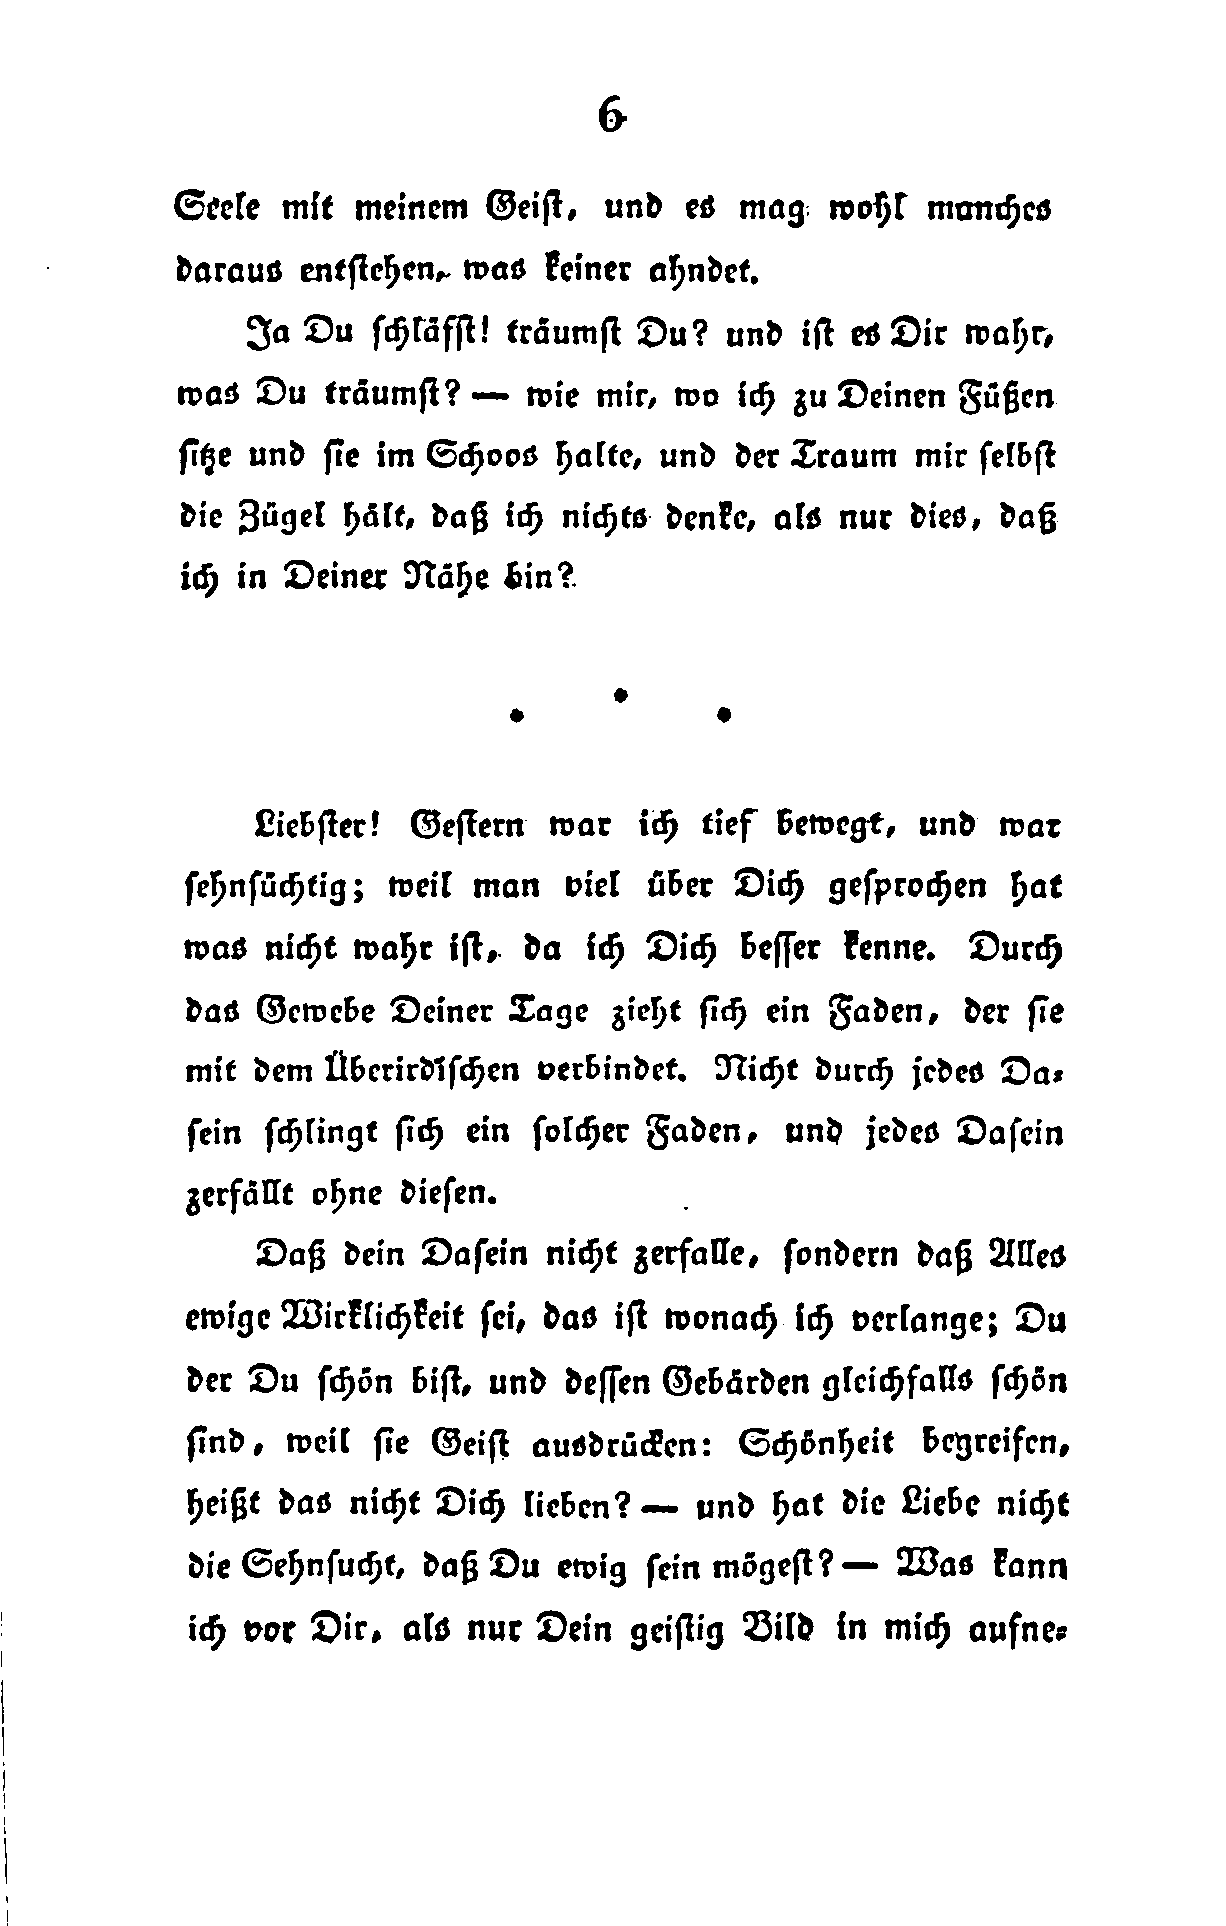 6
Seele mit meinem Geiſt, und es mag wohl manches
daraus entſtehen, was keiner ahndet.
Ja Du ſchläfſt! träumſt Du? und iſt es Dir wahr,
was Du träumſt? — wie mir, wo ich zu Deinen Füßen
ſitze und ſie im Schoos halte, und der Traum mir ſelbſt
die Zügel hält, daß ich nichts denke, als nur dies, daß
ich in Deiner Nähe bin?
Liebſter! Geſtern war ich tief bewegt, und war
ſehnſüchtig; weil man viel über Dich geſprochen hat
was nicht wahr iſt, da ich Dich beſſer kenne. Durch
das Gewebe Deiner Tage zieht ſich ein Faden, der ſie
mit dem Überirdiſchen verbindet. Nicht durch jedes Da⸗
ſein ſchlingt ſich ein ſolcher Faden, und jedes Daſein
zerfällt ohne dieſen.
Daß dein Daſein nicht zerfalle, ſondern daß Alles
ewige Wirklichkeit ſei, das iſt wonach ich verlange; Du
der Du ſchön biſt, und deſſen Gebärden gleichfalls ſchön
ſind, weil ſie Geiſt ausdrücken: Schönheit begreifen,
heißt das nicht Dich lieben? — und hat die Liebe nicht
die Sehnſucht, daß Du ewig ſein mögeſt? — Was kann
ich vor Dir, als nur Dein geiſtig Bild in mich aufne⸗